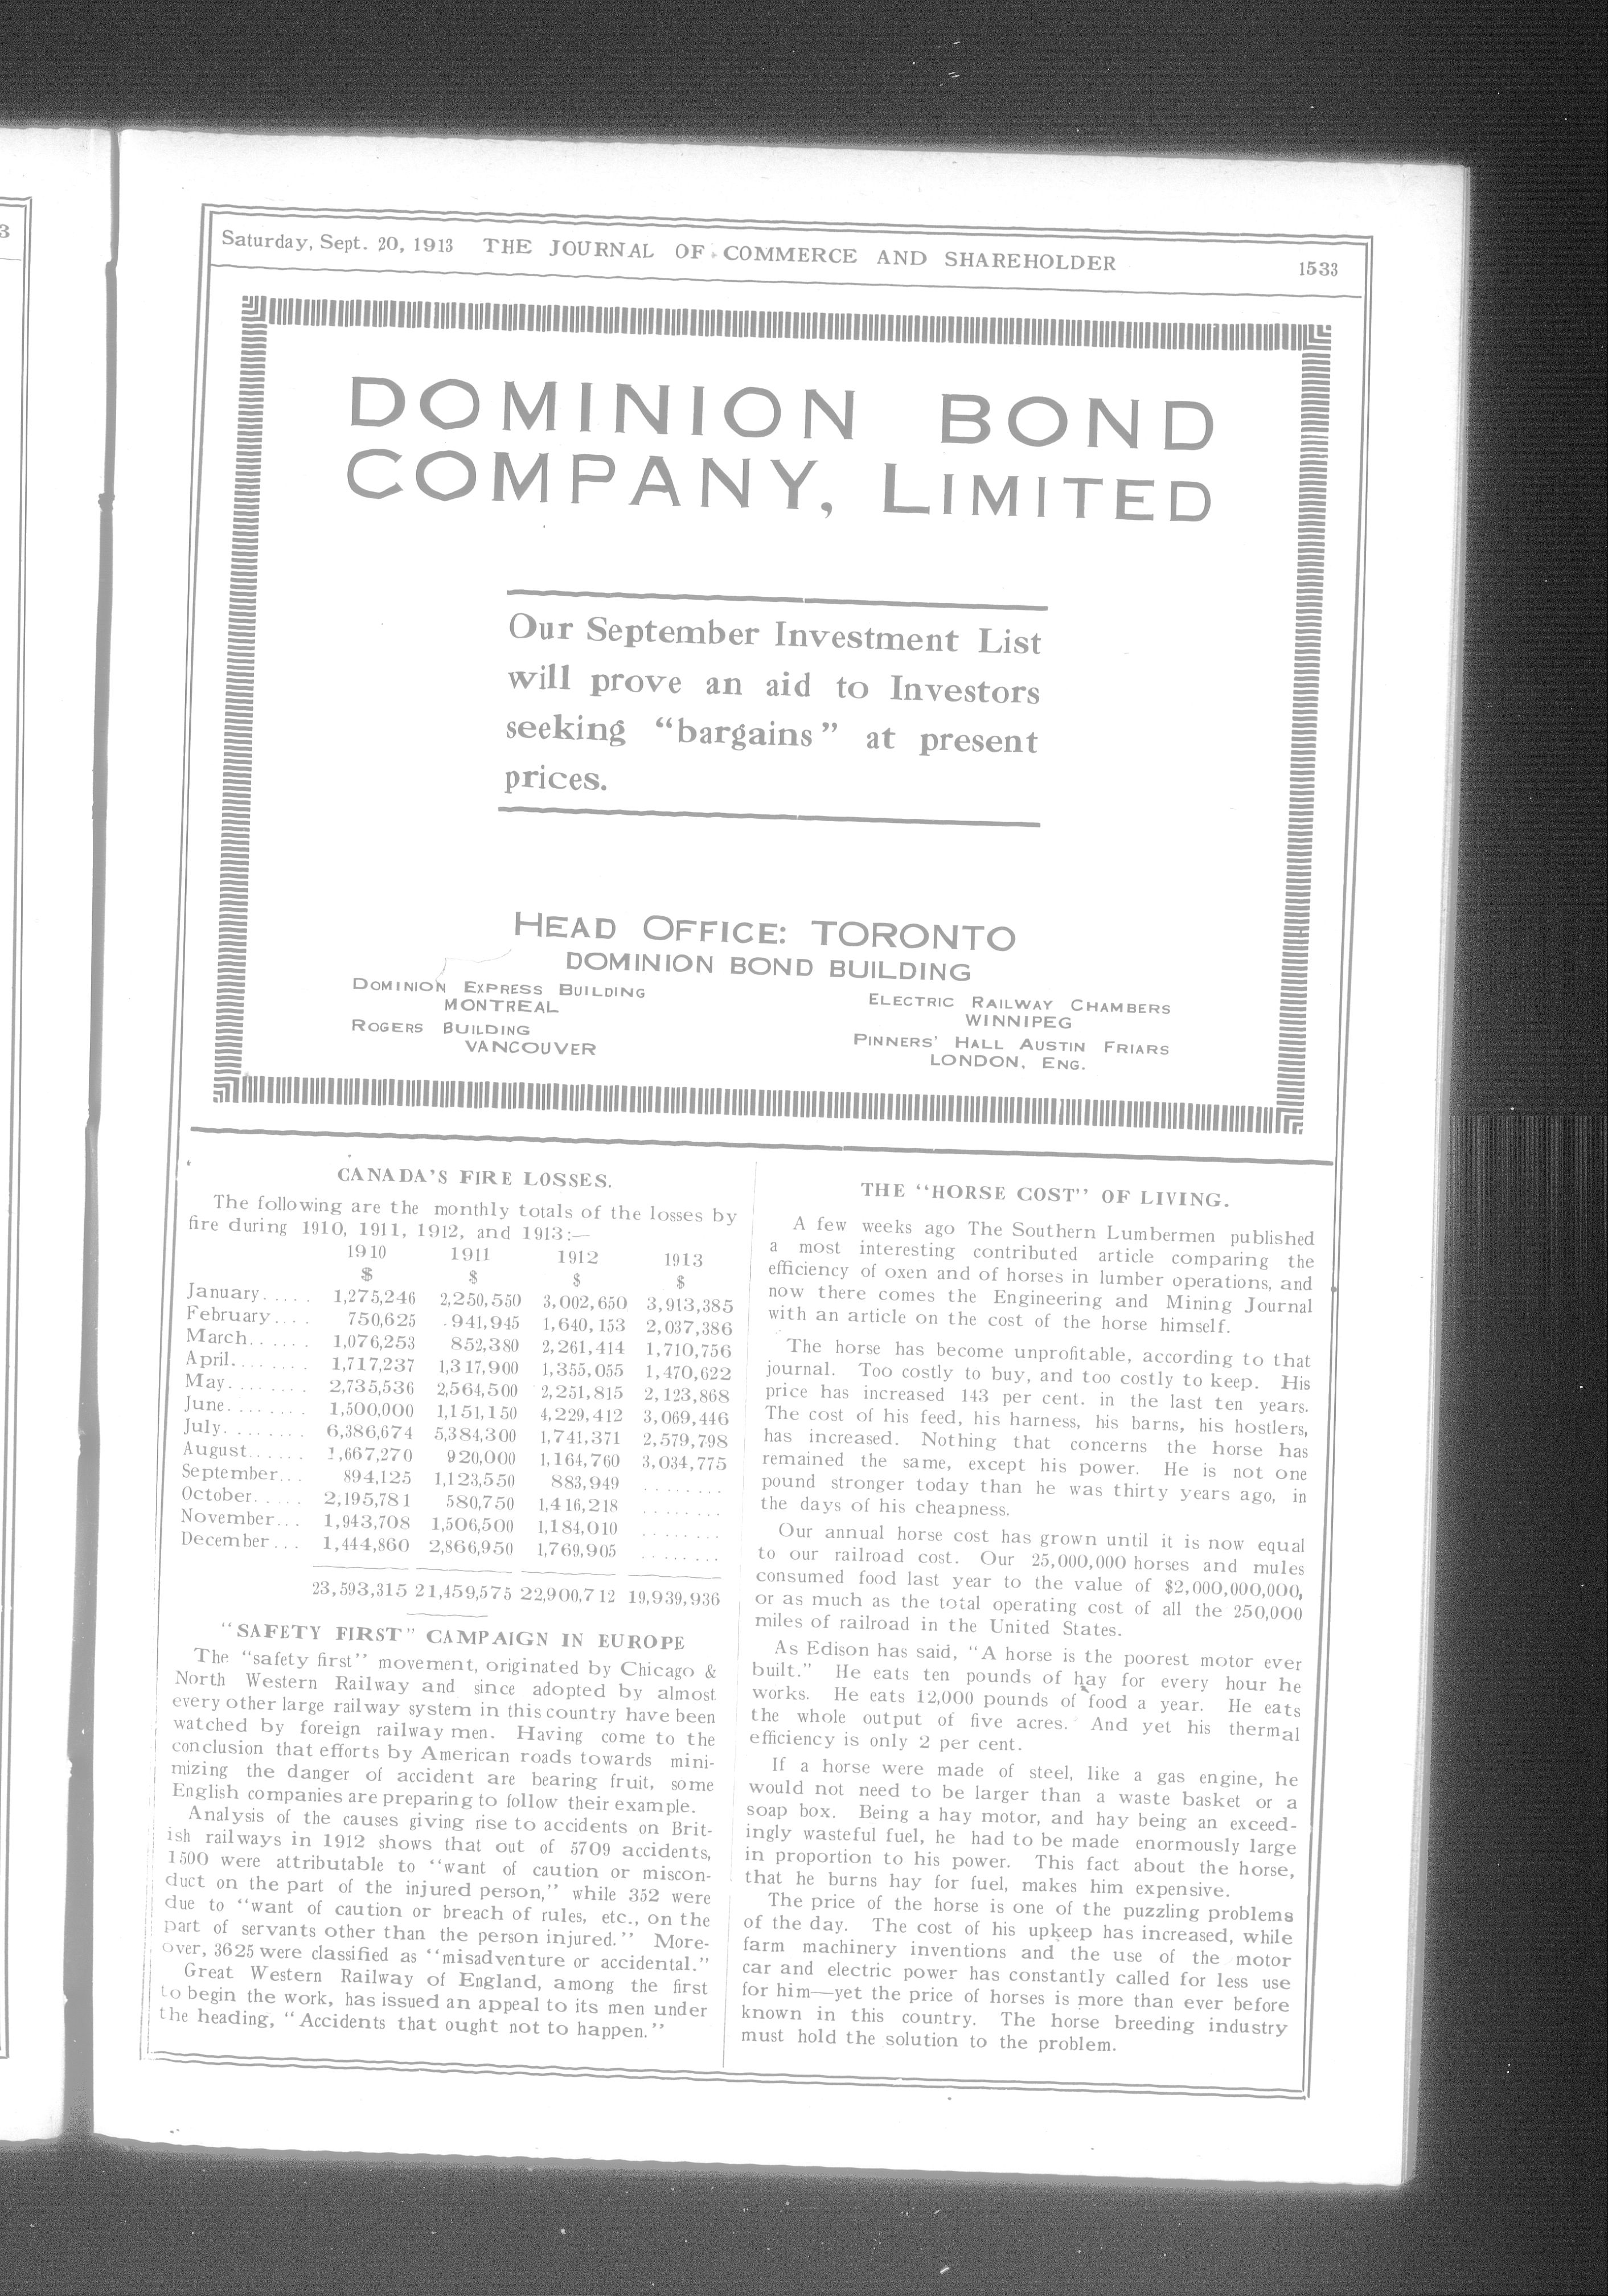 3
Saturday, Sept. 20, 1913 THE JOURNAL OF COMMERCE AND SHAREHOLDER 1533
DOMINION BOND
COMPANY, LIMITED
Our September Investment List
will prove an aid to Investors
seeking "bargains" at present
prices.
HEAD OFFICE: TORONTO
DOMINION BOND BUILDING
DOMINION EXPRESS BUILDING
MONTREAL
ROGERS BUILDING
VANCOUVER
ELECTRIC RAILWAY CHAMBERS
WINNIPEG
PINNERS' HALL AUSTIN FRIARS
LONDON, ENG.
CANADA'S FIRE LOSSES.
The following are the monthly totals of the losses by
fire during 1910, 1911, 1912, and 1913:—
1910 1911 1912 1913
$ $ $ $
January..... 1,275,246 2,250,550 3,002,650 3,913,385
February.... 750,625 941,945 1,640,153 2,037,386
March...... 1,076,253 852,380 2,261,414 1,710,756
April........ 1,717,237 1,317,900 1,355,055 1,470,622
May........ 2,735,536 2,564,500 2,251,815 2,123,868
June........ 1,500,000 1,151,150 4,229,412 3,069,446
July........ 6,386,674 5,384,300 1,741,371 2,579,798
August...... 1,667,270 920,000 1,164,760 3,034,775
September... 894,125 1,123,550 883,949 ........
October..... 2,195,781 580,750 1,416,218 ........
November... 1,943,708 1,506,500 1,184,010 ........
December... 1,444,860 2,866,950 1,769,905 ........
23,593,315 21,459,575 22,900,712 19,939,936
"SAFETY FIRST" CAMPAIGN IN EUROPE
The "safety first" movement, originated by Chicago &
North Western Railway and since adopted by almost
every other large railway system in this country have been
watched by foreign railway men. Having come to the
conclusion that efforts by American roads towards mini-
mizing the danger of accident are bearing fruit, some
English companies are preparing to follow their example.
Analysis of the causes giving rise to accidents on Brit-
ish railways in 1912 shows that out of 5709 accidents,
1500 were attributable to "want of caution or miscon-
duct on the part of the injured person," while 352 were
due to "want of caution or breach of rules, etc., on the
part of servants other than the person injured." More-
over, 3625 were classified as "misadventure or accidental."
Great Western Railway of England, among the first
to begin the work, has issued an appeal to its men under
the heading, "Accidents that ought not to happen."
THE "HORSE COST" OF LIVING.
A few weeks ago The Southern Lumbermen published
a most interesting contributed article comparing the
efficiency of oxen and of horses in lumber operations, and
now there comes the Engineering and Mining Journal
with an article on the cost of the horse himself.
The horse has become unprofitable, according to that
journal. Too costly to buy, and too costly to keep. His
price has increased 143 per cent. in the last ten years.
The cost of his feed, his harness, his barns, his hostlers,
has increased. Nothing that concerns the horse has
remained the same, except his power. He is not one
pound stronger today than he was thirty years ago, in
the days of his cheapness.
Our annual horse cost has grown until it is now equal
to our railroad cost. Our 25,000,000 horses and mules
consumed food last year to the value of $2,000,000,000,
or as much as the total operating cost of all the 250,000
miles of railroad in the United States.
As Edison has said, "A horse is the poorest motor ever
built." He eats ten pounds of hay for every hour he
works. He eats 12,000 pounds of food a year. He eats
the whole output of five acres. And yet his thermal
efficiency is only 2 per cent.
If a horse were made of steel, like a gas engine, he
would not need to be larger than a waste basket or a
soap box. Being a hay motor, and hay being an exceed-
ingly wasteful fuel, he had to be made enormously large
in proportion to his power. This fact about the horse,
that he burns hay for fuel, makes him expensive.
The price of the horse is one of the puzzling problems
of the day. The cost of his upkeep has increased, while
farm machinery inventions and the use of the motor
car and electric power has constantly called for less use
for him—yet the price of horses is more than ever before
known in this country. The horse breeding industry
must hold the solution to the problem.